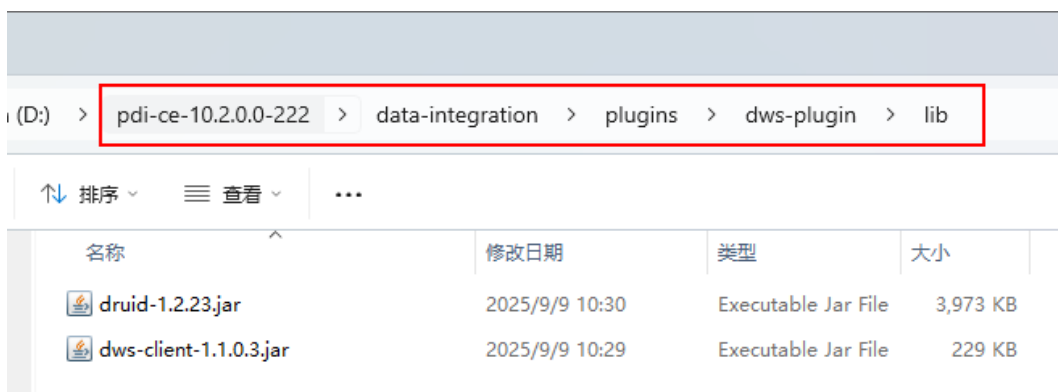 (D:) > pdi-ce-10.2.0.0-222 > data-integration > plugins > dws-plugin > lib
排序 查看 •••
名称 修改日期 类型 大小
druid-1.2.23.jar 2025/9/9 10:30 Executable Jar File 3,973 KB
dws-client-1.1.0.3.jar 2025/9/9 10:29 Executable Jar File 229 KB